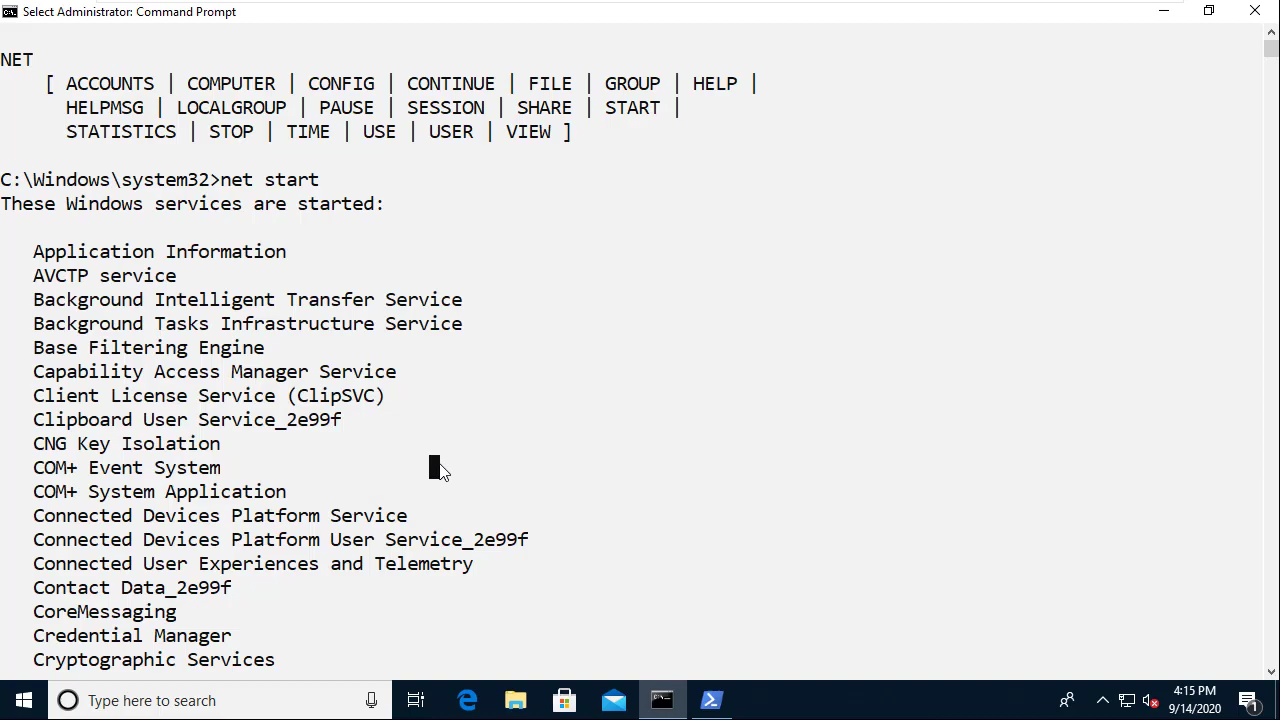 Select Administrator: Command Prompt
NET
[ ACCOUNTS | COMPUTER | CONFIG | CONTINUE | FILE | GROUP | HELP |
HELPMSG | LOCALGROUP | PAUSE | SESSION | SHARE | START |
STATISTICS | STOP | TIME | USE | USER | VIEW ]
C:\Windows\system32>net start
These Windows services are started:
Application Information
AVCTP service
Background Intelligent Transfer Service
Background Tasks Infrastructure Service
Base Filtering Engine
Capability Access Manager Service
Client License Service (ClipSVC)
Clipboard User Service_2e99f
CNG Key Isolation
COM+ Event System
COM+ System Application
Connected Devices Platform Service
Connected Devices Platform User Service_2e99f
Connected User Experiences and Telemetry
Contact Data_2e99f
CoreMessaging
Credential Manager
Cryptographic Services
Type here to search
4:15 PM
9/14/2020
1